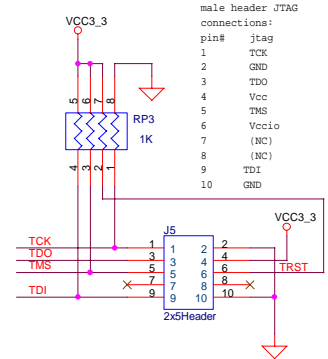 male header JTAG
connections:
pin# jtag
1 TCK
2 GND
3 TDO
4 Vcc
5 TMS
6 Vccio
7 (NC)
8 (NC)
9 TDI
10 GND
VCC3_3
5 6 7 8
RP3
1K
4 3 2 1
VCC3_3
J5
TCK 1 1 2 2
TDO 3 3 4 4
TMS 5 5 6 6 TRST
7 7 8 8
TDI 9 9 10 10
2x5Header